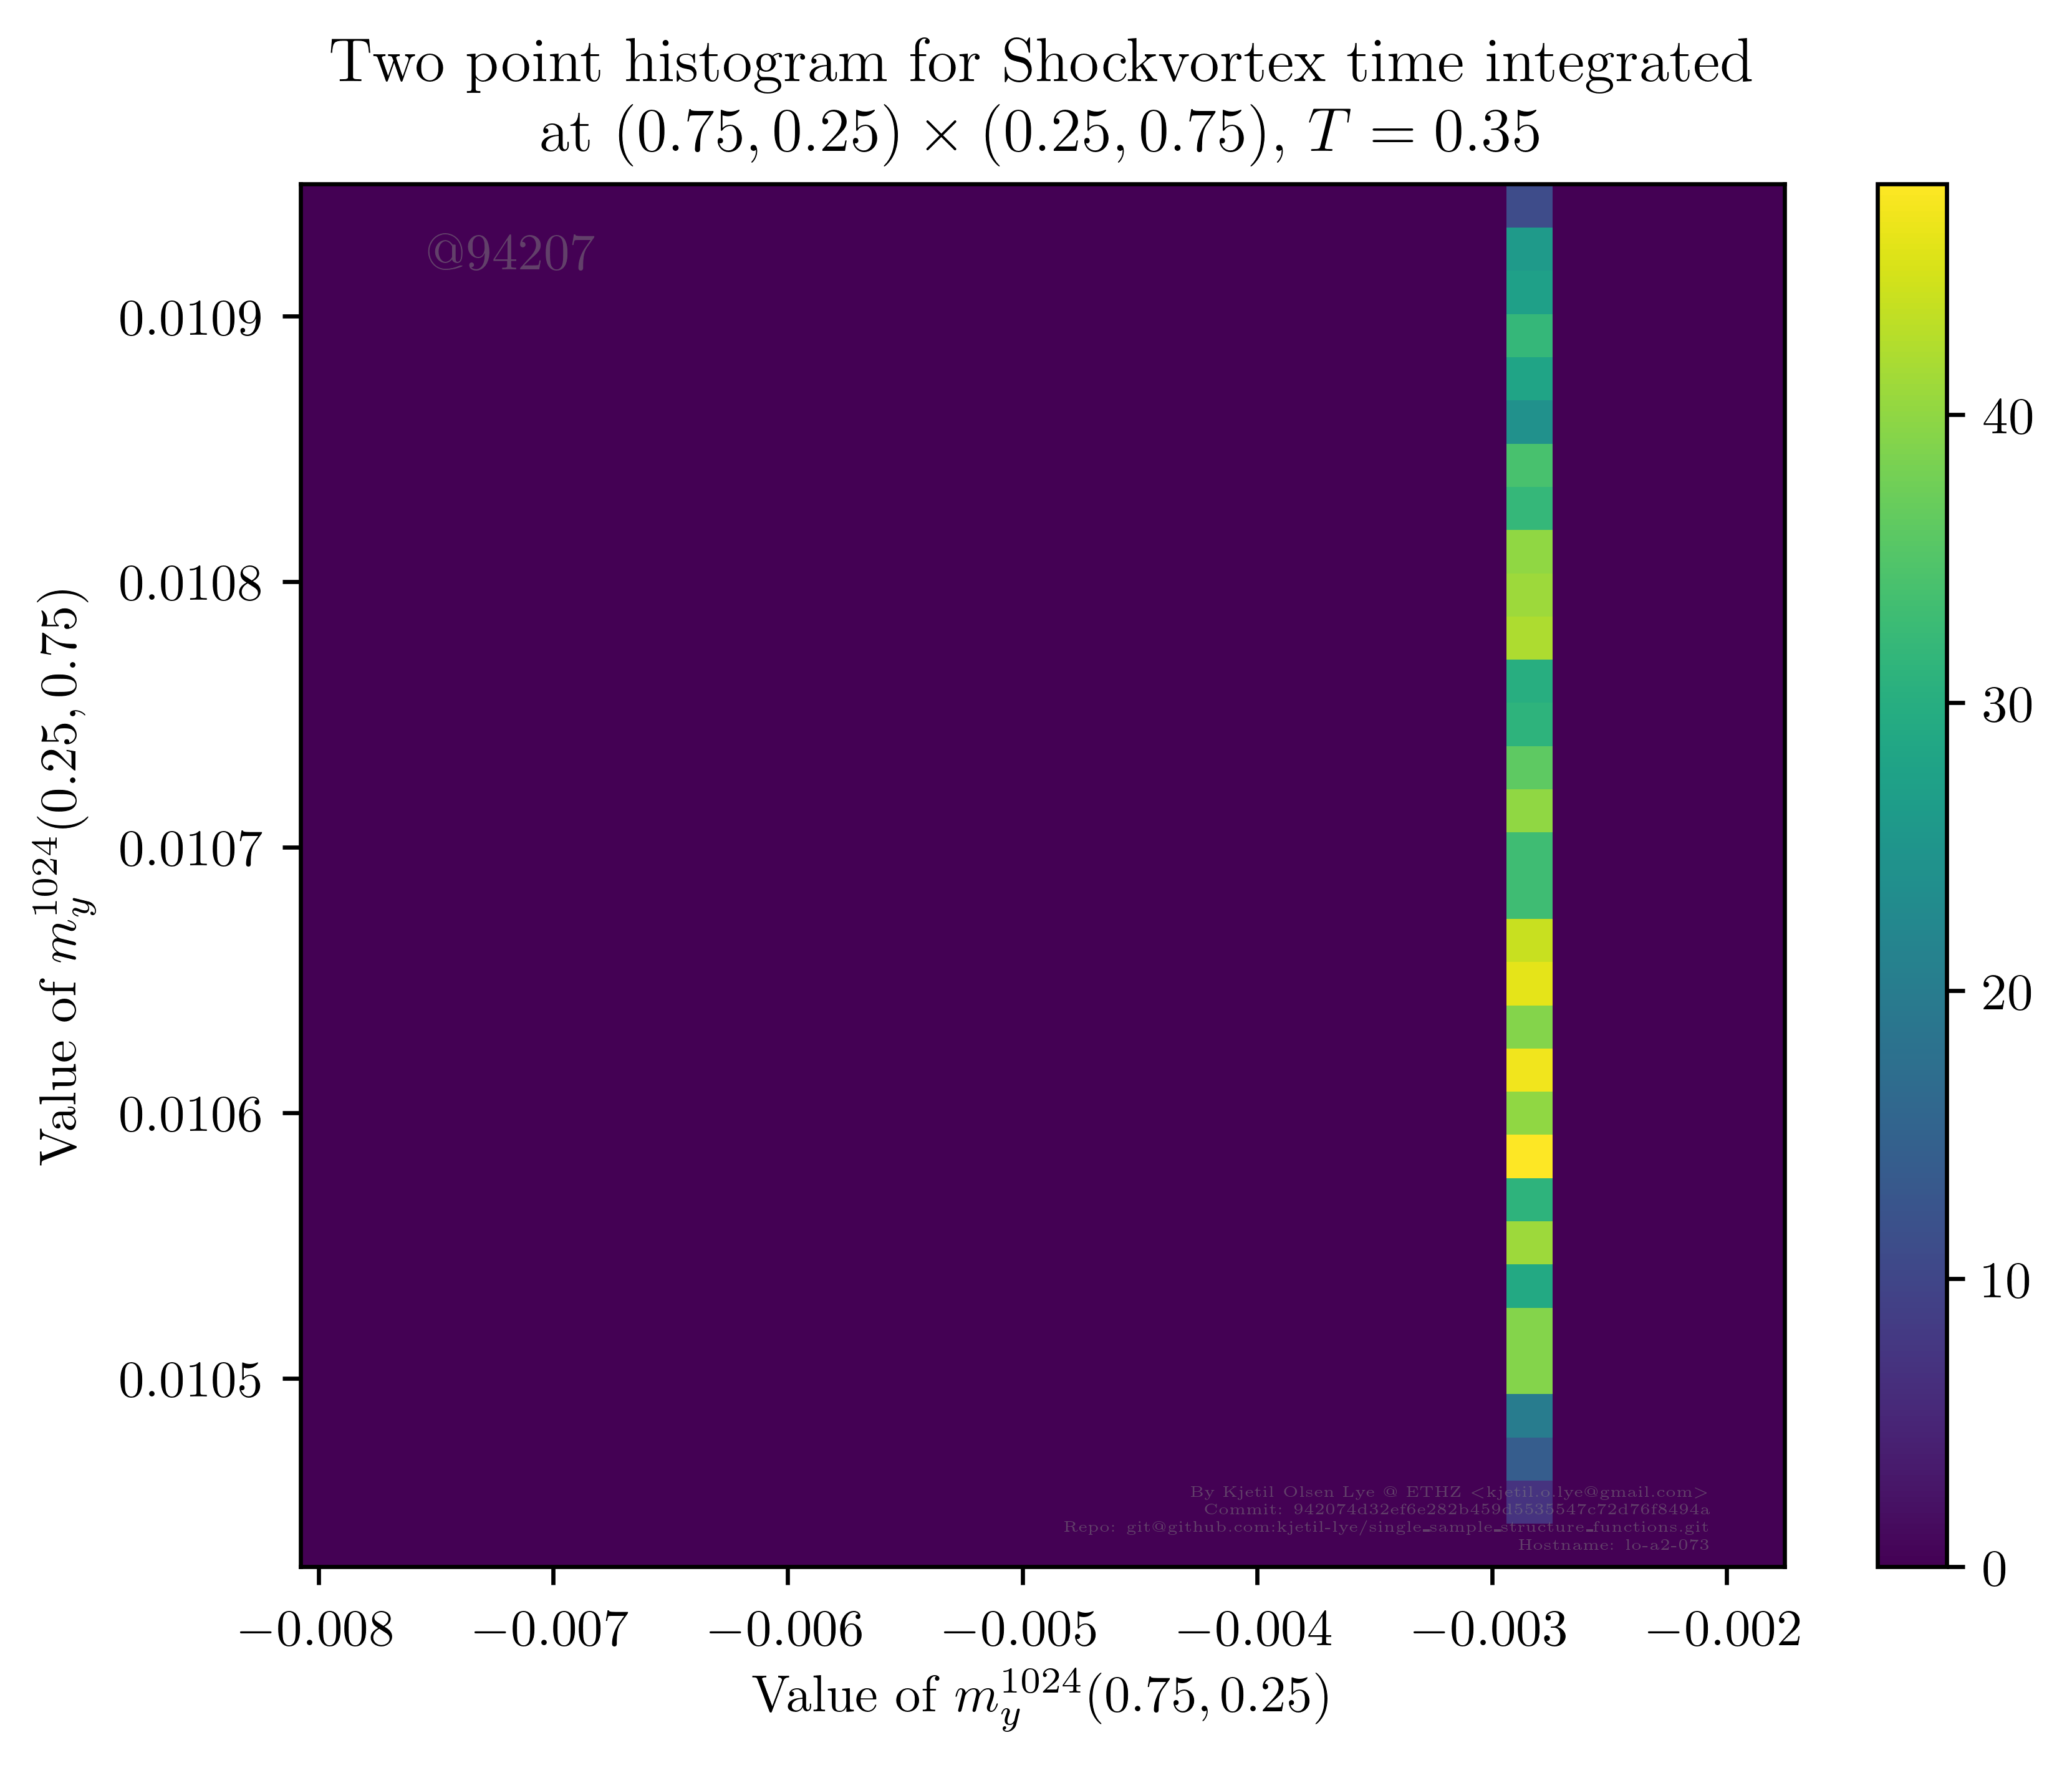 Two point histogram for Shockvortex time integrated
at (0.75, 0.25) × (0.25, 0.75), T = 0.35
@94207
0.0109
0.0108
0.0107
0.0106
0.0105
Value of m_y^1024(0.25, 0.75)
40
30
20
10
0
By Kjetil Olsen Lye @ ETHZ <kjetil.o.lye@gmail.com>
Commit: 942074d32ef6e282b459d5535547c72d76f8494a
Repo: git@github.com:kjetil-lye/single_sample_structure_functions.git
Hostname: lo-a2-073
−0.008 −0.007 −0.006 −0.005 −0.004 −0.003 −0.002
Value of m_y^1024(0.75, 0.25)